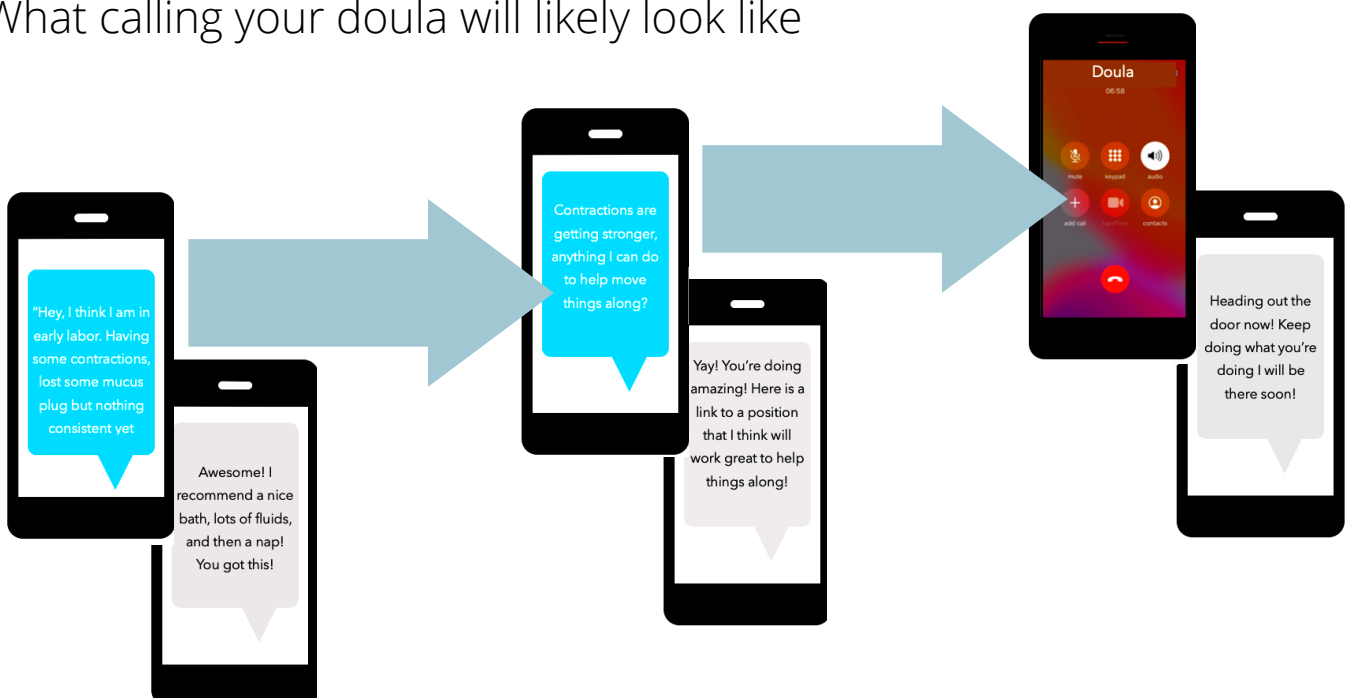 What calling your doula will likely look like
"Hey, I think I am in
early labor. Having
some contractions,
lost some mucus
plug but nothing
consistent yet
Awesome! I
recommend a nice
bath, lots of fluids,
and then a nap!
You got this!
Contractions are
getting stronger,
anything I can do
to help move
things along?
Yay! You're doing
amazing! Here is a
link to a position
that I think will
work great to help
things along!
Doula
06:58
mute keypad audio
add call FaceTime contacts
Heading out the
door now! Keep
doing what you're
doing I will be
there soon!